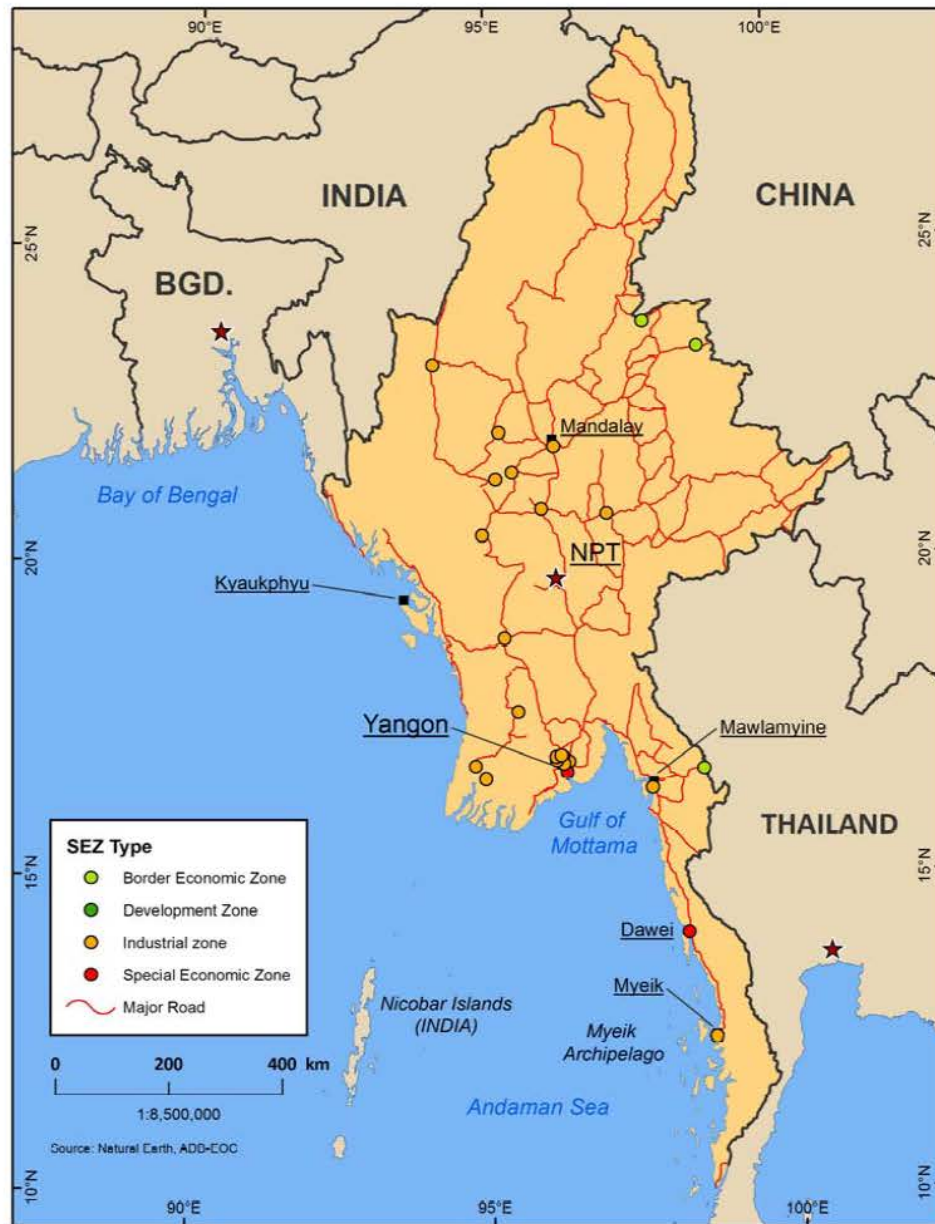 90°E
95°E
100°E
INDIA
CHINA
25°N
25°N
BGD.
Mandalay
Bay of Bengal
NPT
20°N
20°N
Kyaukphyu
Yangon
Mawlamyine
Gulf of
Mottama
THAILAND
SEZ Type
Border Economic Zone
Development Zone
Industrial zone
Special Economic Zone
Major Road
15°N
15°N
Dawei
Myeik
Nicobar Islands
(INDIA)
Myeik
Archipelago
0 200 400 km
1:8,500,000
Andaman Sea
Source: Natural Earth, ADB-EOC
10°N
10°N
90°E
95°E
100°E